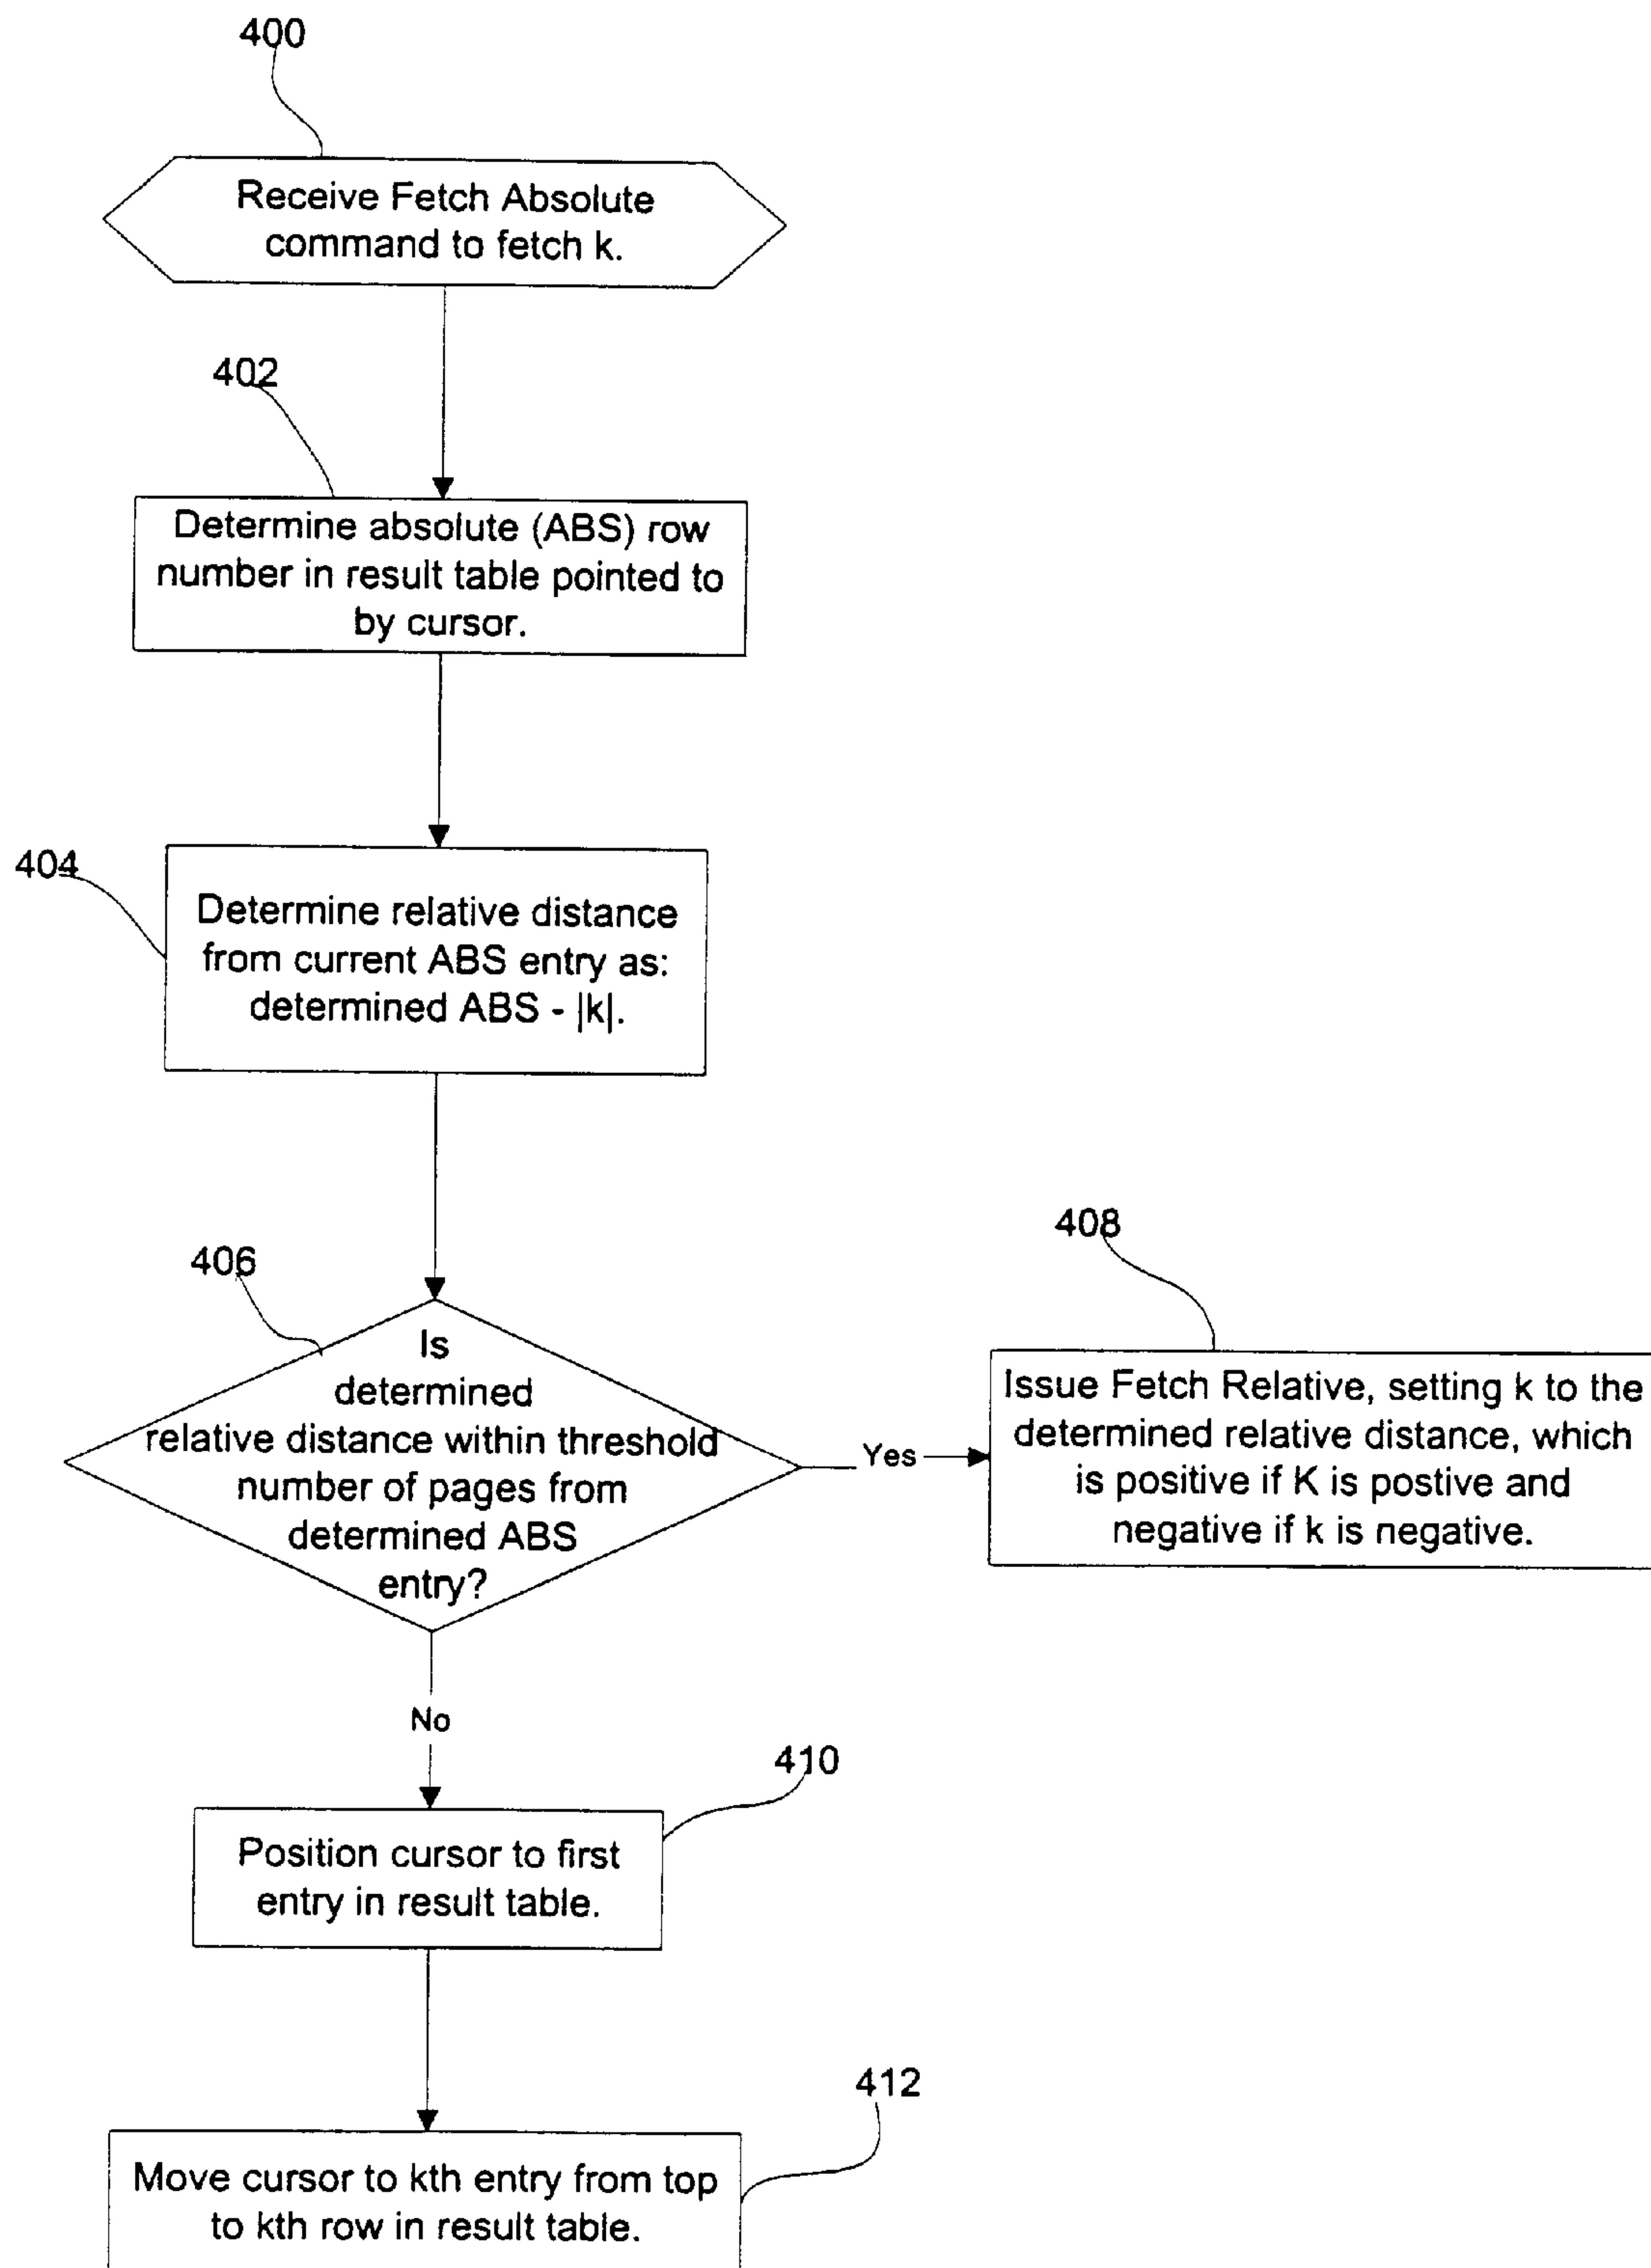 400
Receive Fetch Absolute
command to fetch k.
402
Determine absolute (ABS) row
number in result table pointed to
by cursor.
404
Determine relative distance
from current ABS entry as:
determined ABS - |k|.
406
Is
determined
relative distance within threshold
number of pages from
determined ABS
entry?
Yes
408
Issue Fetch Relative, setting k to the
determined relative distance, which
is positive if K is postive and
negative if k is negative.
No
410
Position cursor to first
entry in result table.
412
Move cursor to kth entry from top
to kth row in result table.